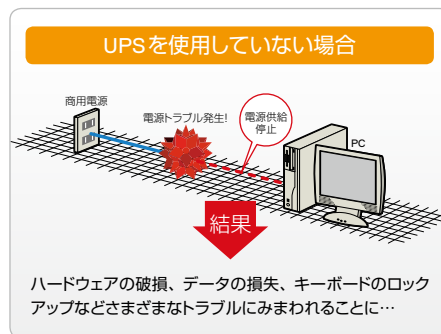 UPSを使用していない場合
商用電源
電源トラブル発生!
電源供給
停止
PC
結果
ハードウェアの破損、データの損失、キーボードのロック
アップなどさまざまなトラブルにみまわれることに…